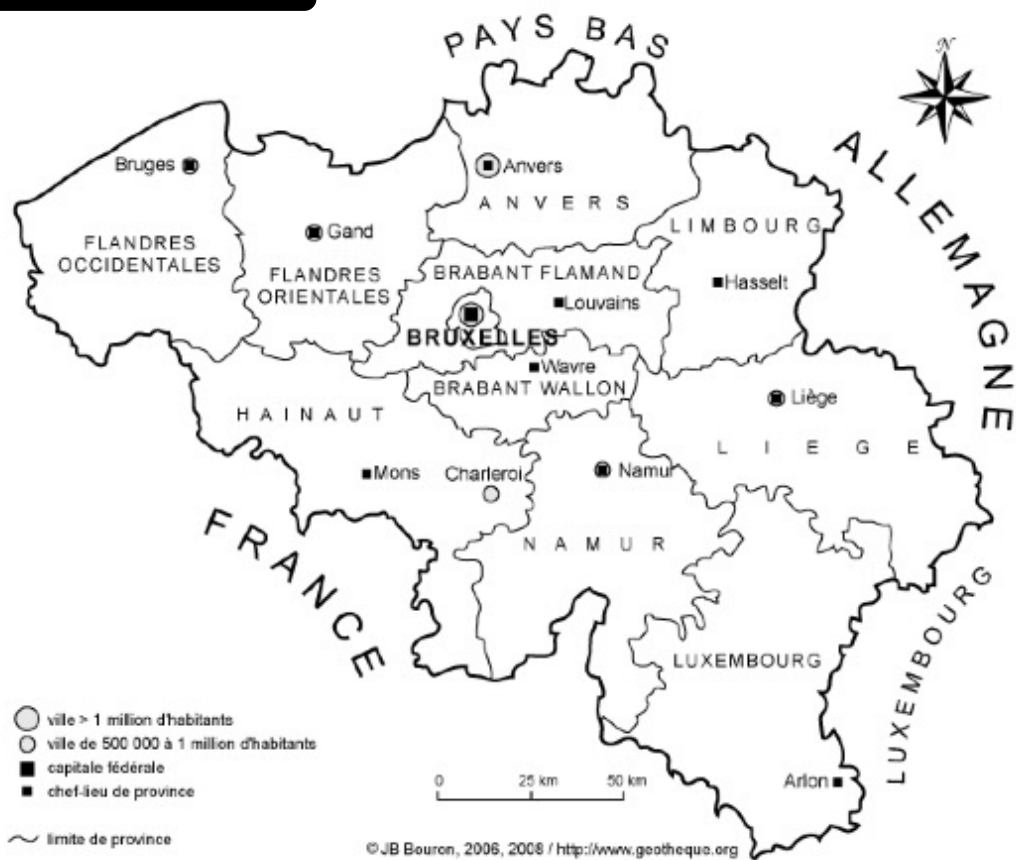 PAYS BAS
N
ALLEMAGNE
Bruges
Anvers
ANVERS
Gand
LIMBOURG
FLANDRES
OCCIDENTALES
FLANDRES
ORIENTALES
BRABANT FLAMAND
Hasselt
Louvains
BRUXELLES
Wavre
BRABANT WALLON
HAINAUT
Liège
LIEGE
Mons
Charleroi
Namur
NAMUR
FRANCE
LUXEMBOURG
LUXEMBOURG
Arlon
ville > 1 million d'habitants
ville de 500 000 à 1 million d'habitants
capitale fédérale
chef-lieu de province
limite de province
0 25 km 50 km
© JB Bouron, 2006, 2008 / http://www.geotheque.org